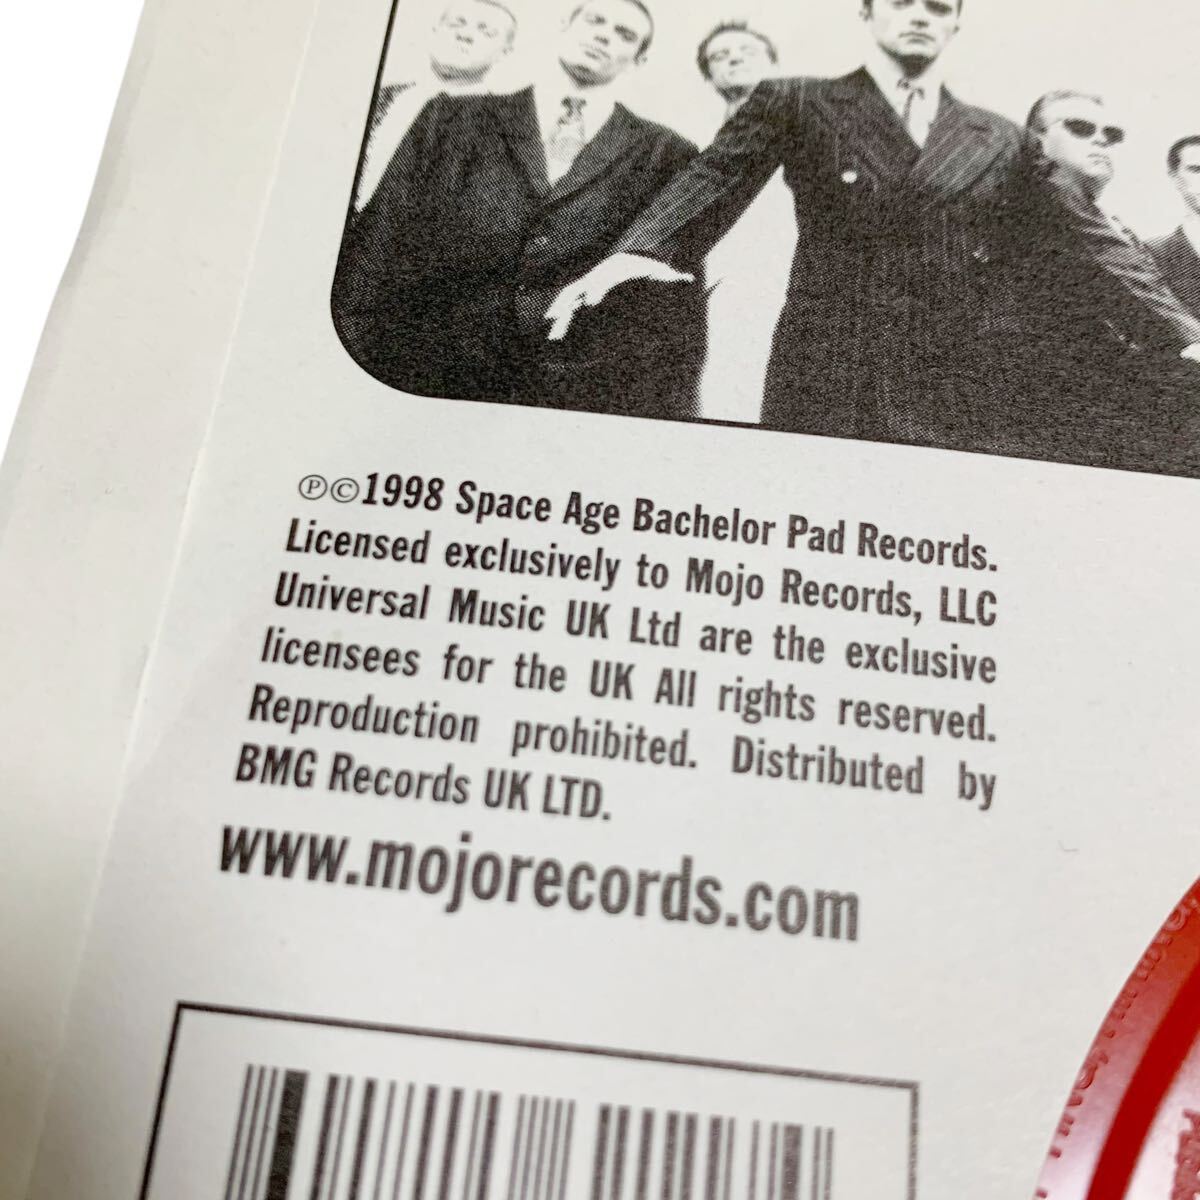 ℗©1998 Space Age Bachelor Pad Records.
Licensed exclusively to Mojo Records, LLC
Universal Music UK Ltd are the exclusive
licensees for the UK All rights reserved.
Reproduction prohibited. Distributed by
BMG Records UK LTD.
www.mojorecords.com